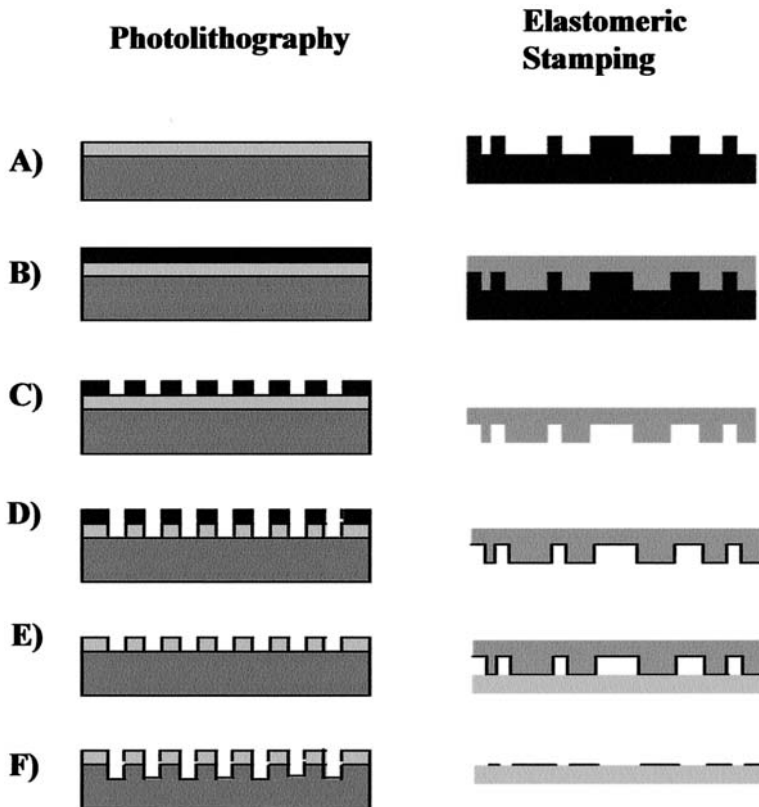 Photolithography
Elastomeric
Stamping
A)
B)
C)
D)
E)
F)